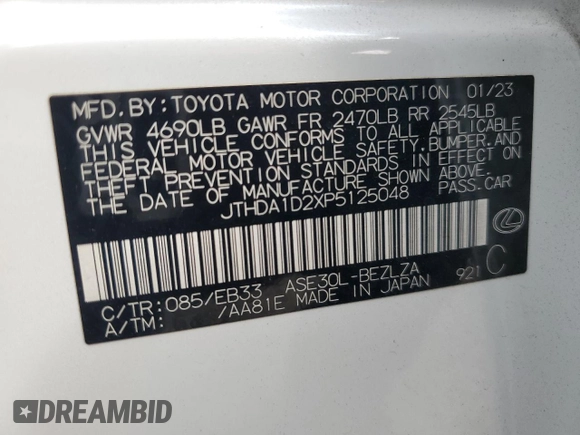 MFD. BY: TOYOTA MOTOR CORPORATION 01/23
GVWR 4690LB GAWR FR 2470LB RR 2545LB
THIS VEHICLE CONFORMS TO ALL APPLICABLE
FEDERAL MOTOR VEHICLE SAFETY, BUMPER, AND
THEFT PREVENTION STANDARDS IN EFFECT ON
THE DATE OF MANUFACTURE SHOWN ABOVE.
JTHDA1D2XP5125048 PASS. CAR
C/TR: 085/EB33 ASE30L-BEZLZA 921 C
A/TM: /AA81E MADE IN JAPAN
DREAMBID